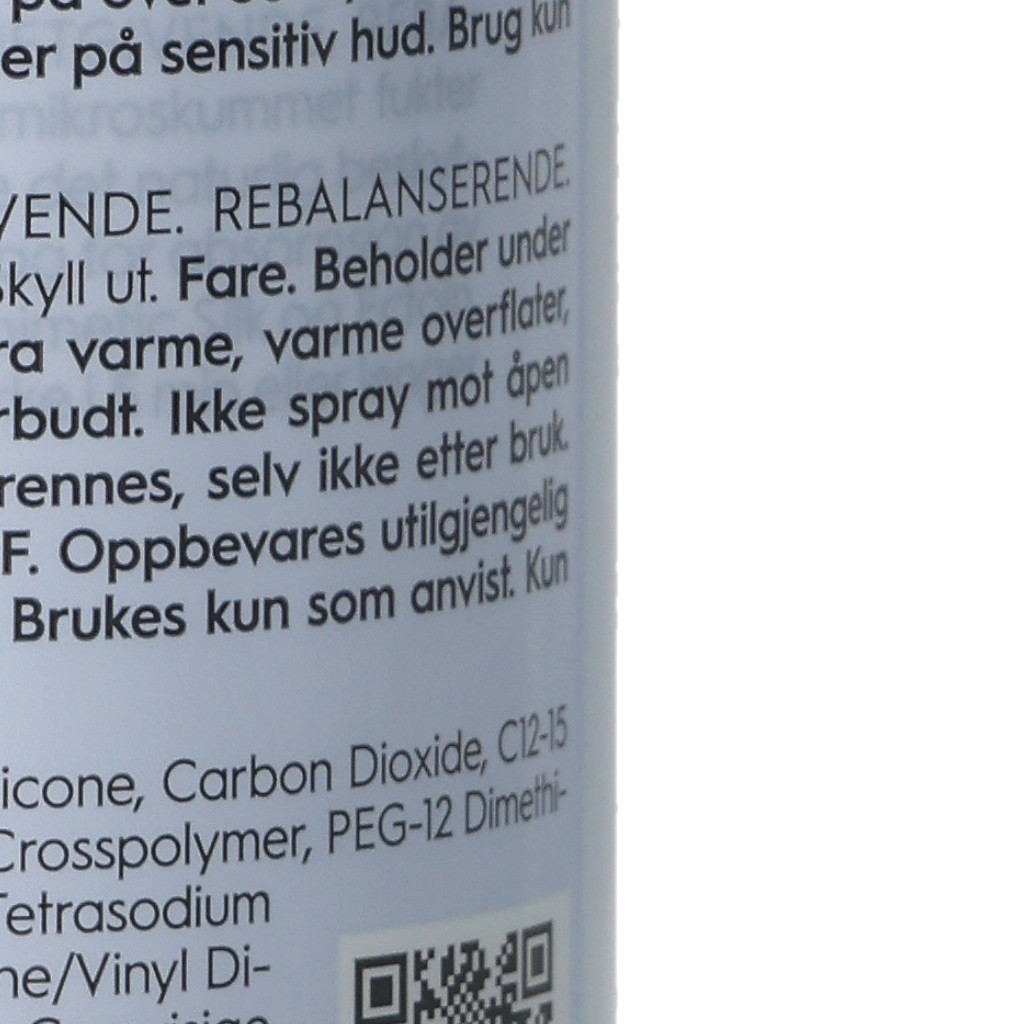 er på sensitiv hud. Brug kun
VENDE. REBALANSERENDE.
Skyll ut. Fare. Beholder under
ra varme, varme overflater,
rbudt. Ikke spray mot åpen
rennes, selv ikke etter bruk.
F. Oppbevares utilgjengelig
Brukes kun som anvist. Kun
icone, Carbon Dioxide, C12-15
Crosspolymer, PEG-12 Dimethi-
Tetrasodium
ne/Vinyl Di-